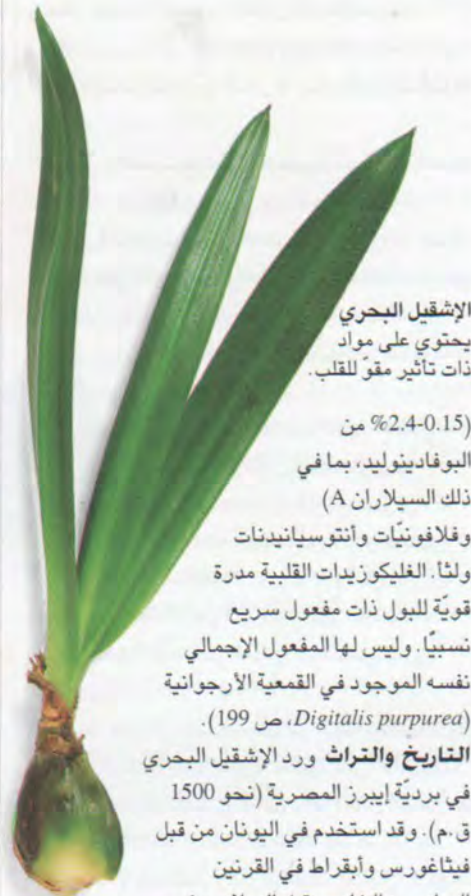 الإشقيل البحري
يحتوي على مواد
ذات تأثير مقوّ للقلب.
(0.15-2.4% من
البوفادينوليد، بما في
ذلك السيلاران A)
وفلافونيّات وأنتوسيانيدنات
ولثأ. الغليكوزيدات القلبية مدرة
قويّة للبول ذات مفعول سريع
نسبيًا. وليس لها المفعول الإجمالي
نفسه الموجود في القمعية الأرجوانية
(Digitalis purpurea، ص 199).
التاريخ والتراث ورد الإشقيل البحري
في برديّة إيبرز المصرية (نحو 1500
ق.م). وقد استخدم في اليونان من قبل
فيثاغورس وأبقراط في القرنين